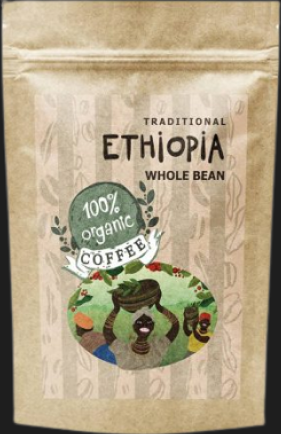 TRADITIONAL
ETHIOPIA
WHOLE BEAN
100%
organic
COFFEE